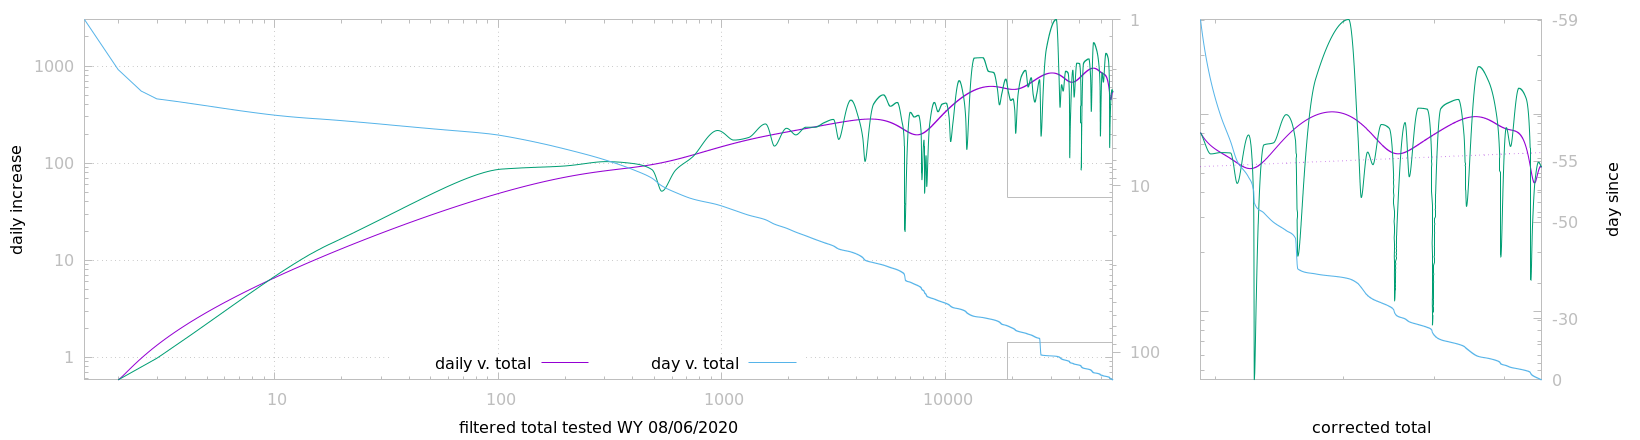 daily increase
1000
100
10
1
10
100
1000
10000
filtered total tested WY 08/06/2020
daily v. total
day v. total
1
10
100
-59
-55
-50
-30
0
day since
corrected total